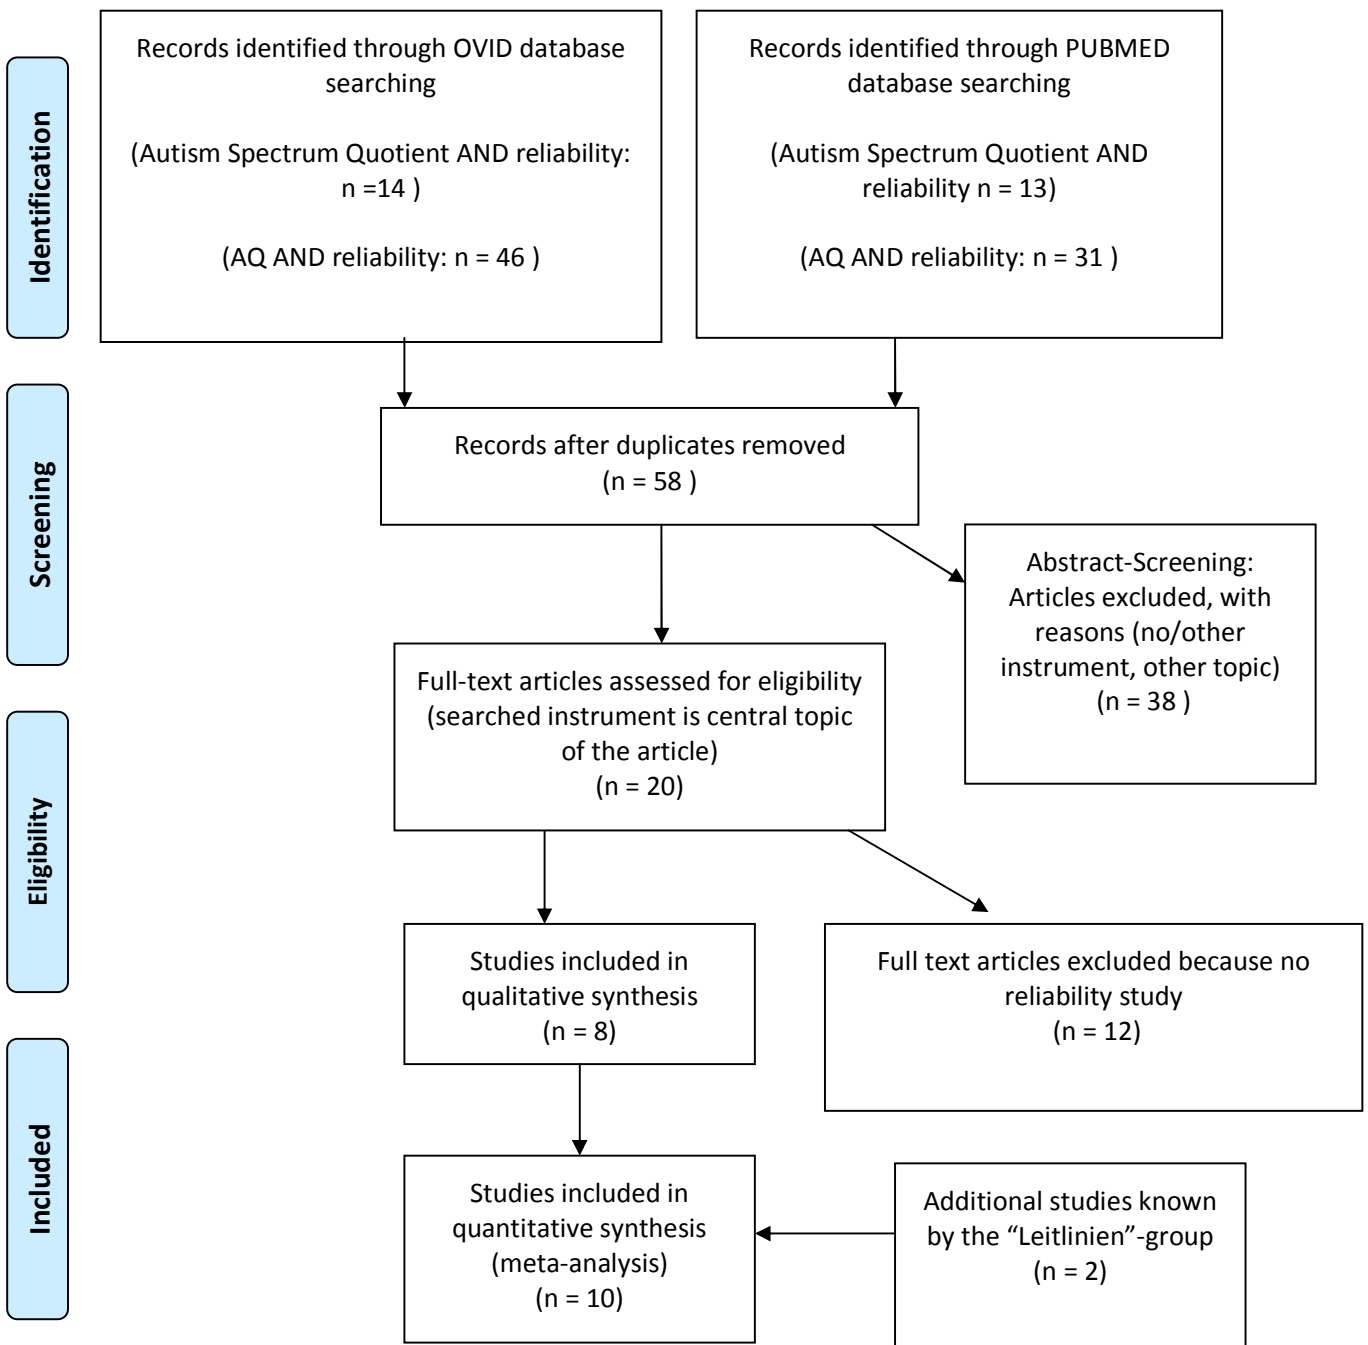 Identification
Records identified through OVID database
searching
(Autism Spectrum Quotient AND reliability:
n =14 )
(AQ AND reliability: n = 46 )
Records identified through PUBMED
database searching
(Autism Spectrum Quotient AND
reliability n = 13)
(AQ AND reliability: n = 31 )
Screening
Records after duplicates removed
(n = 58 )
Abstract-Screening:
Articles excluded, with
reasons (no/other
instrument, other topic)
(n = 38 )
Full-text articles assessed for eligibility
(searched instrument is central topic
of the article)
(n = 20)
Eligibility
Studies included in
qualitative synthesis
(n = 8)
Full text articles excluded because no
reliability study
(n = 12)
Included
Studies included in
quantitative synthesis
(meta-analysis)
(n = 10)
Additional studies known
by the “Leitlinien”-group
(n = 2)